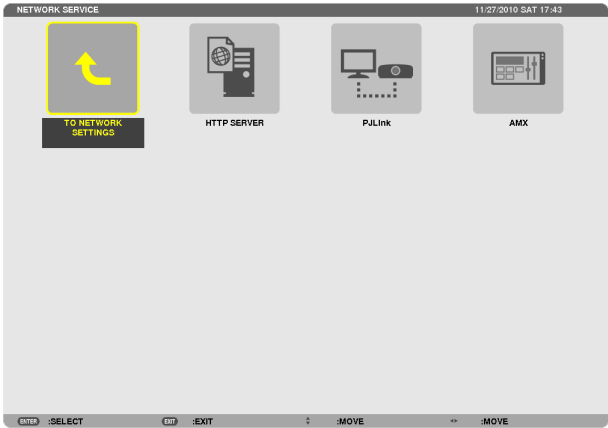 NETWORK SERVICE 11/27/2010 SAT 17:43
TO NETWORK
SETTINGS
HTTP SERVER
PJLink
AMX
ENTER :SELECT EXIT :EXIT :MOVE :MOVE